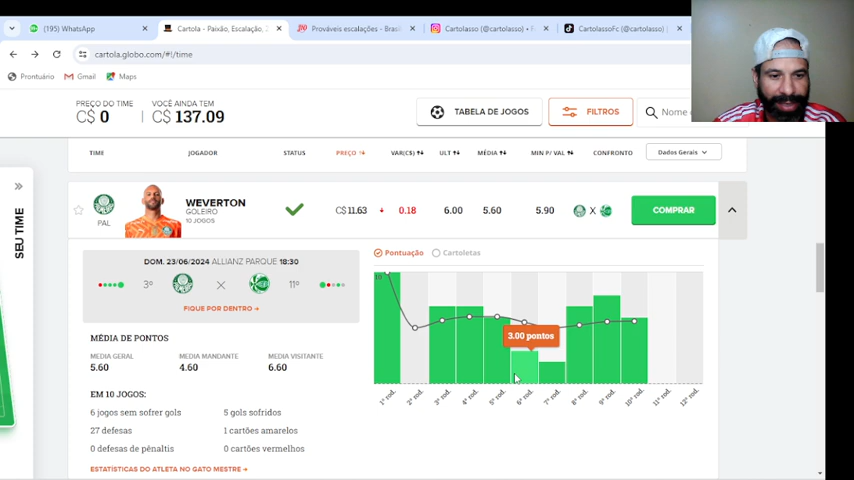 (195) WhatsApp
Cartola - Paixão, Escalação,
Prováveis escalações - Brasil
Cartolasso (@cartolasso) •
CartolassoFc (@cartolasso)
cartola.globo.com/#!/time
Prontuário
Gmail
Maps
PREÇO DO TIME
C$ 0
VOCÊ AINDA TEM
C$ 137.09
TABELA DE JOGOS
FILTROS
Nome
TIME JOGADOR STATUS PREÇO VAR(C$) ULT MÉDIA MIN P/ VAL CONFRONTO Dados Gerais
SEU TIME
PAL
WEVERTON
GOLEIRO
10 JOGOS
C$ 11.63 0.18 6.00 5.60 5.90 X COMPRAR
DOM. 23/06/2024 ALLIANZ PARQUE 18:30
3º X 11º
FIQUE POR DENTRO
MÉDIA DE PONTOS
MEDIA GERAL MEDIA MANDANTE MEDIA VISITANTE
5.60 4.60 6.60
EM 10 JOGOS:
6 jogos sem sofrer gols 5 gols sofridos
27 defesas 1 cartões amarelos
0 defesas de pênaltis 0 cartões vermelhos
ESTATÍSTICAS DO ATLETA NO GATO MESTRE
Pontuação Cartoletas
10
3.00 pontos
1ª rod. 2ª rod. 3ª rod. 4ª rod. 5ª rod. 6ª rod. 7ª rod. 8ª rod. 9ª rod. 10ª rod. 11ª rod. 12ª rod.